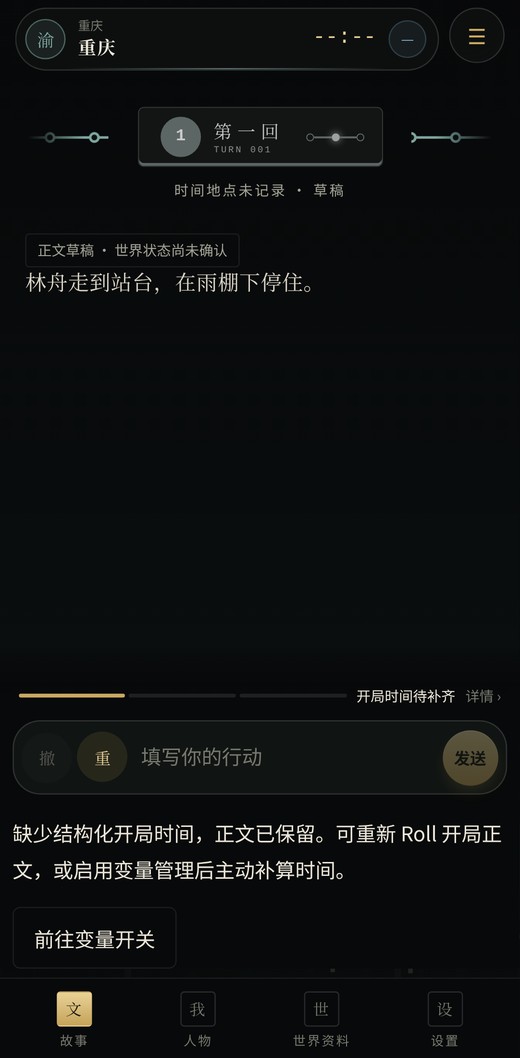 渝
重庆
重庆
--:--
—
☰
1
第一回
TURN 001
时间地点未记录 · 草稿
正文草稿 · 世界状态尚未确认
林舟走到站台，在雨棚下停住。
开局时间待补齐 详情 ›
撤 重 填写你的行动 发送
缺少结构化开局时间，正文已保留。可重新 Roll 开局正
文，或启用变量管理后主动补算时间。
前往变量开关
文 我 世 设
故事 人物 世界资料 设置